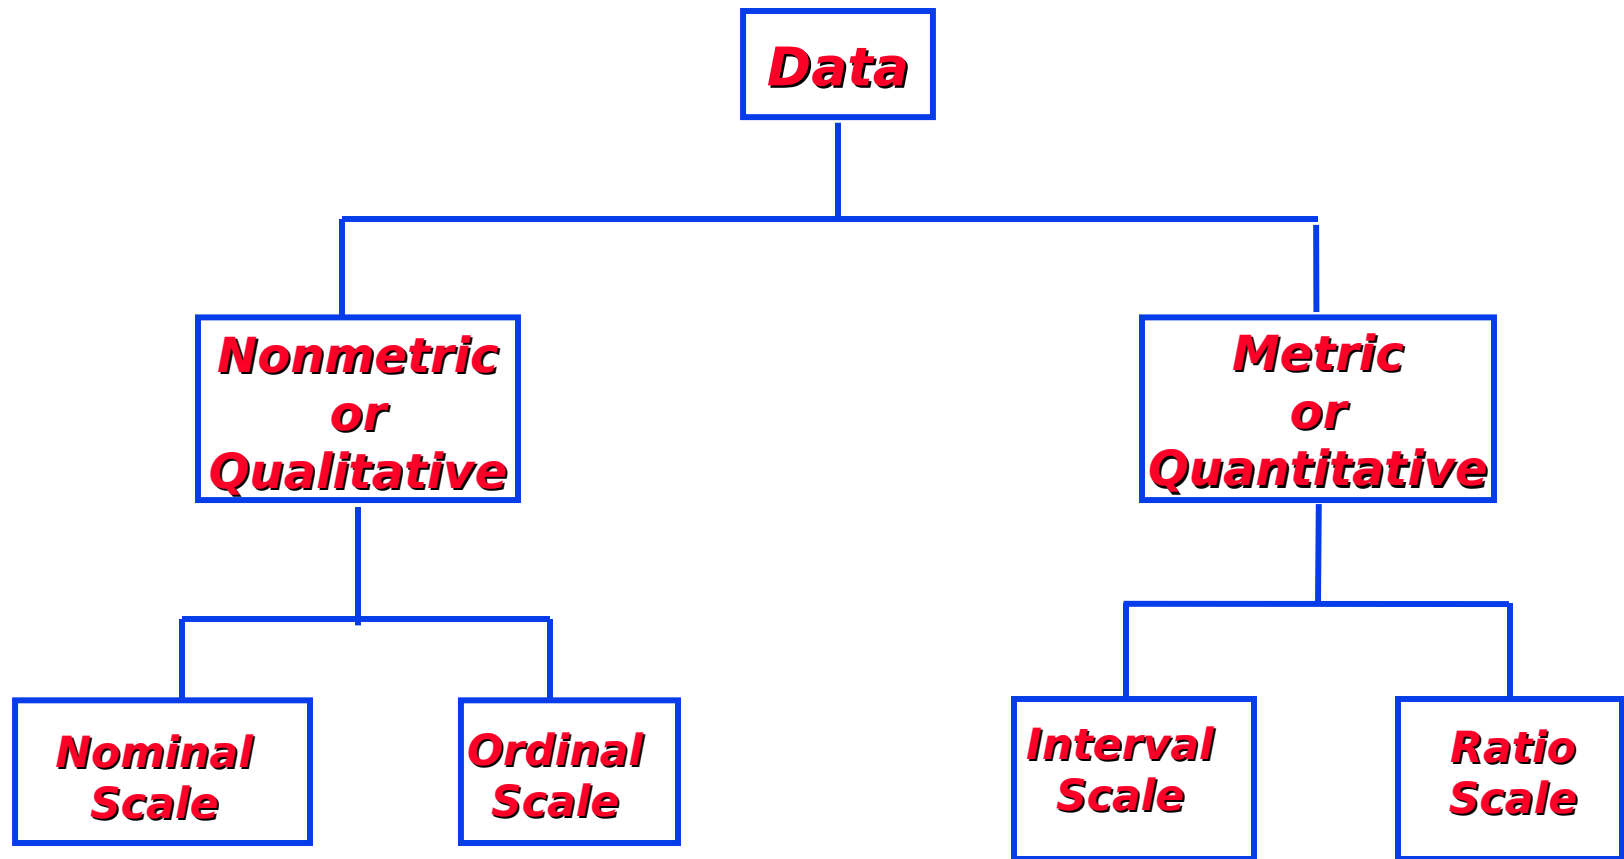 Data
Nonmetric
or
Qualitative
Metric
or
Quantitative
Nominal
Scale
Ordinal
Scale
Interval
Scale
Ratio
Scale